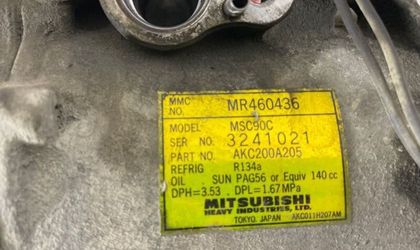 MMC NO. MR460436
MODEL MSC90C
SER NO. 3241021
PART NO. AKC200A205
REFRIG R134a
OIL SUN PAG56 or Equiv 140 cc
DPH=3.53 . DPL=1.67MPa
MITSUBISHI
HEAVY INDUSTRIES, LTD.
TOKYO, JAPAN AKC011H207AM